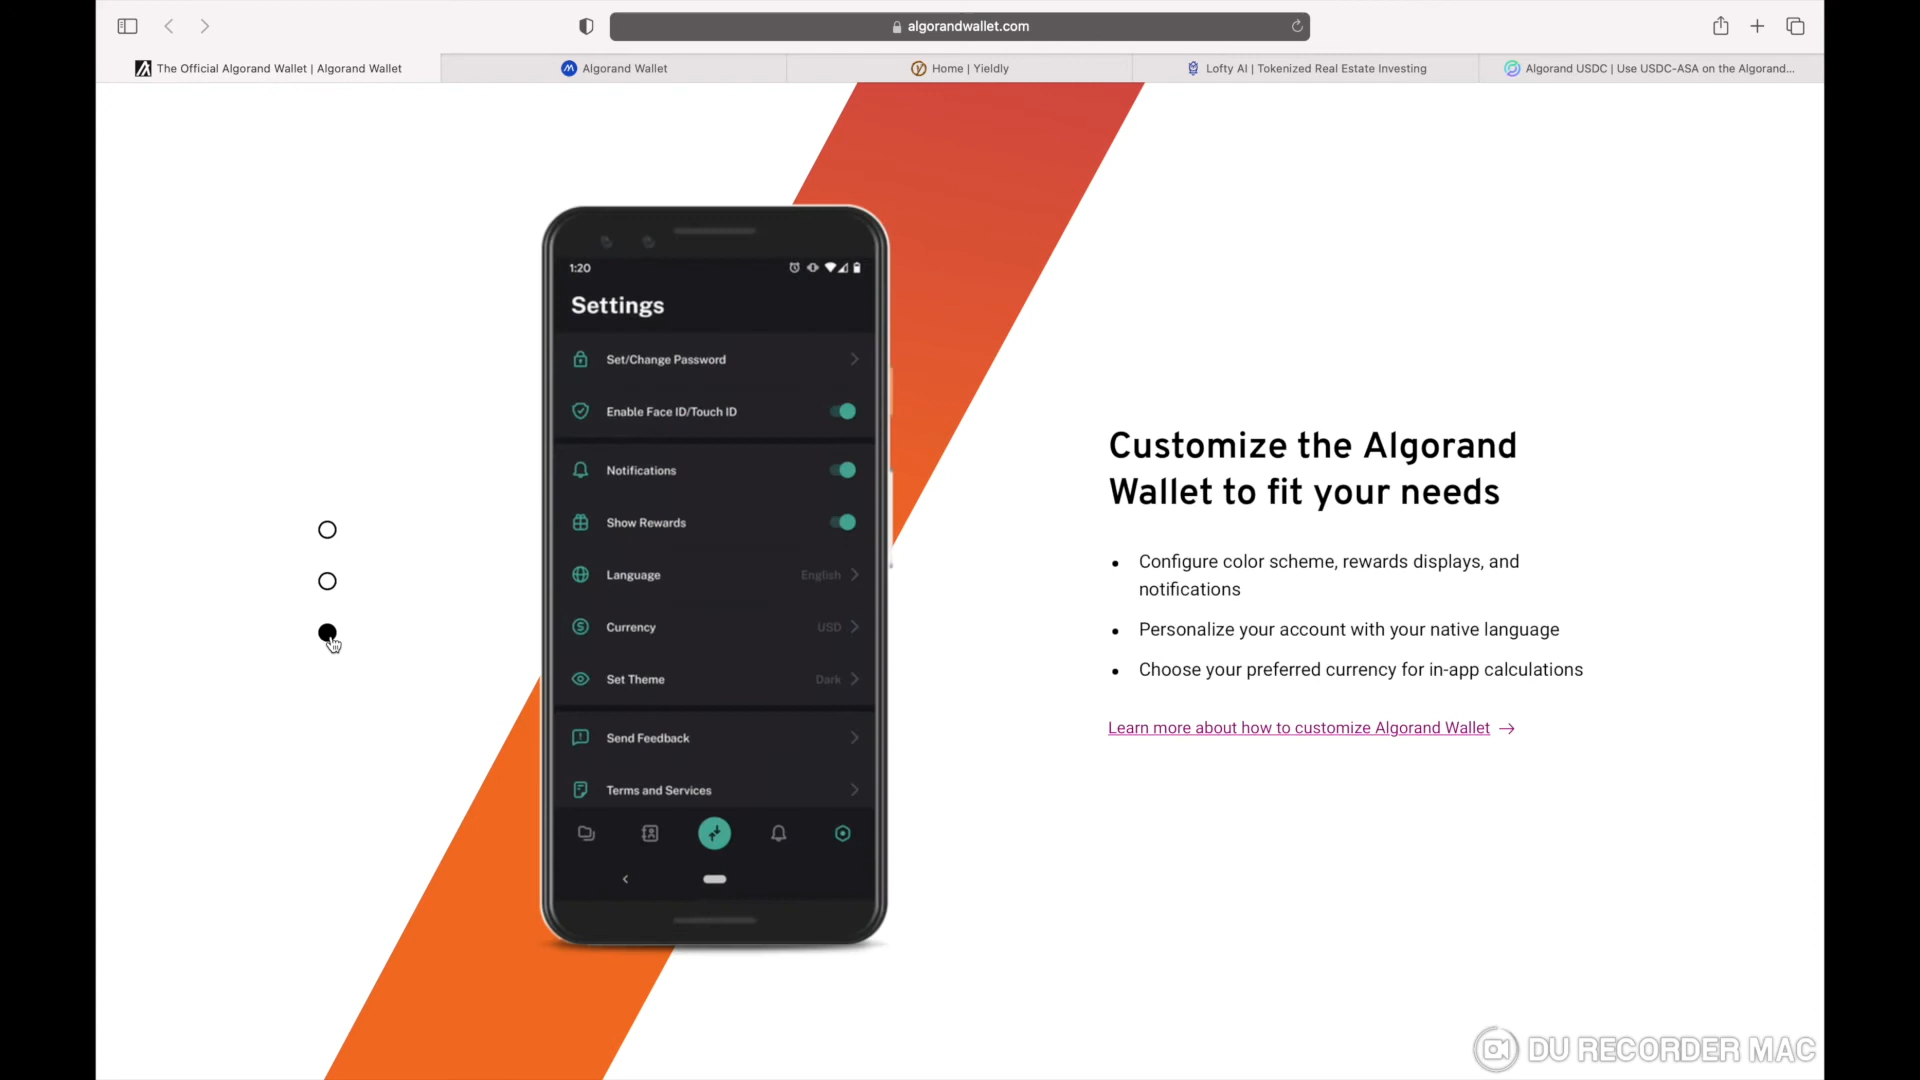 algorandwallet.com
The Official Algorand Wallet | Algorand Wallet
Algorand Wallet
Home | Yieldly
Lofty AI | Tokenized Real Estate Investing
Algorand USDC | Use USDC-ASA on the Algorand...
1:20
Settings
Set/Change Password
Enable Face ID/Touch ID
Notifications
Show Rewards
Language English
Currency USD
Set Theme Dark
Send Feedback
Terms and Services
Customize the Algorand
Wallet to fit your needs
• Configure color scheme, rewards displays, and
notifications
• Personalize your account with your native language
• Choose your preferred currency for in-app calculations
Learn more about how to customize Algorand Wallet →
DU RECORDER MAC